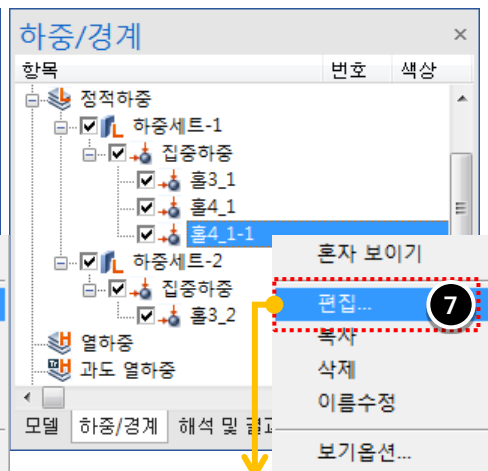 하중/경계
항목 번호 색상
정적하중
하중세트-1
집중하중
홀3_1
홀4_1
홀4_1-1
하중세트-2
집중하중
홀3_2
열하중
과도 열하중
모델 하중/경계 해석 및 결과
혼자 보이기
편집... 7
복사
삭제
이름수정
보기옵션...